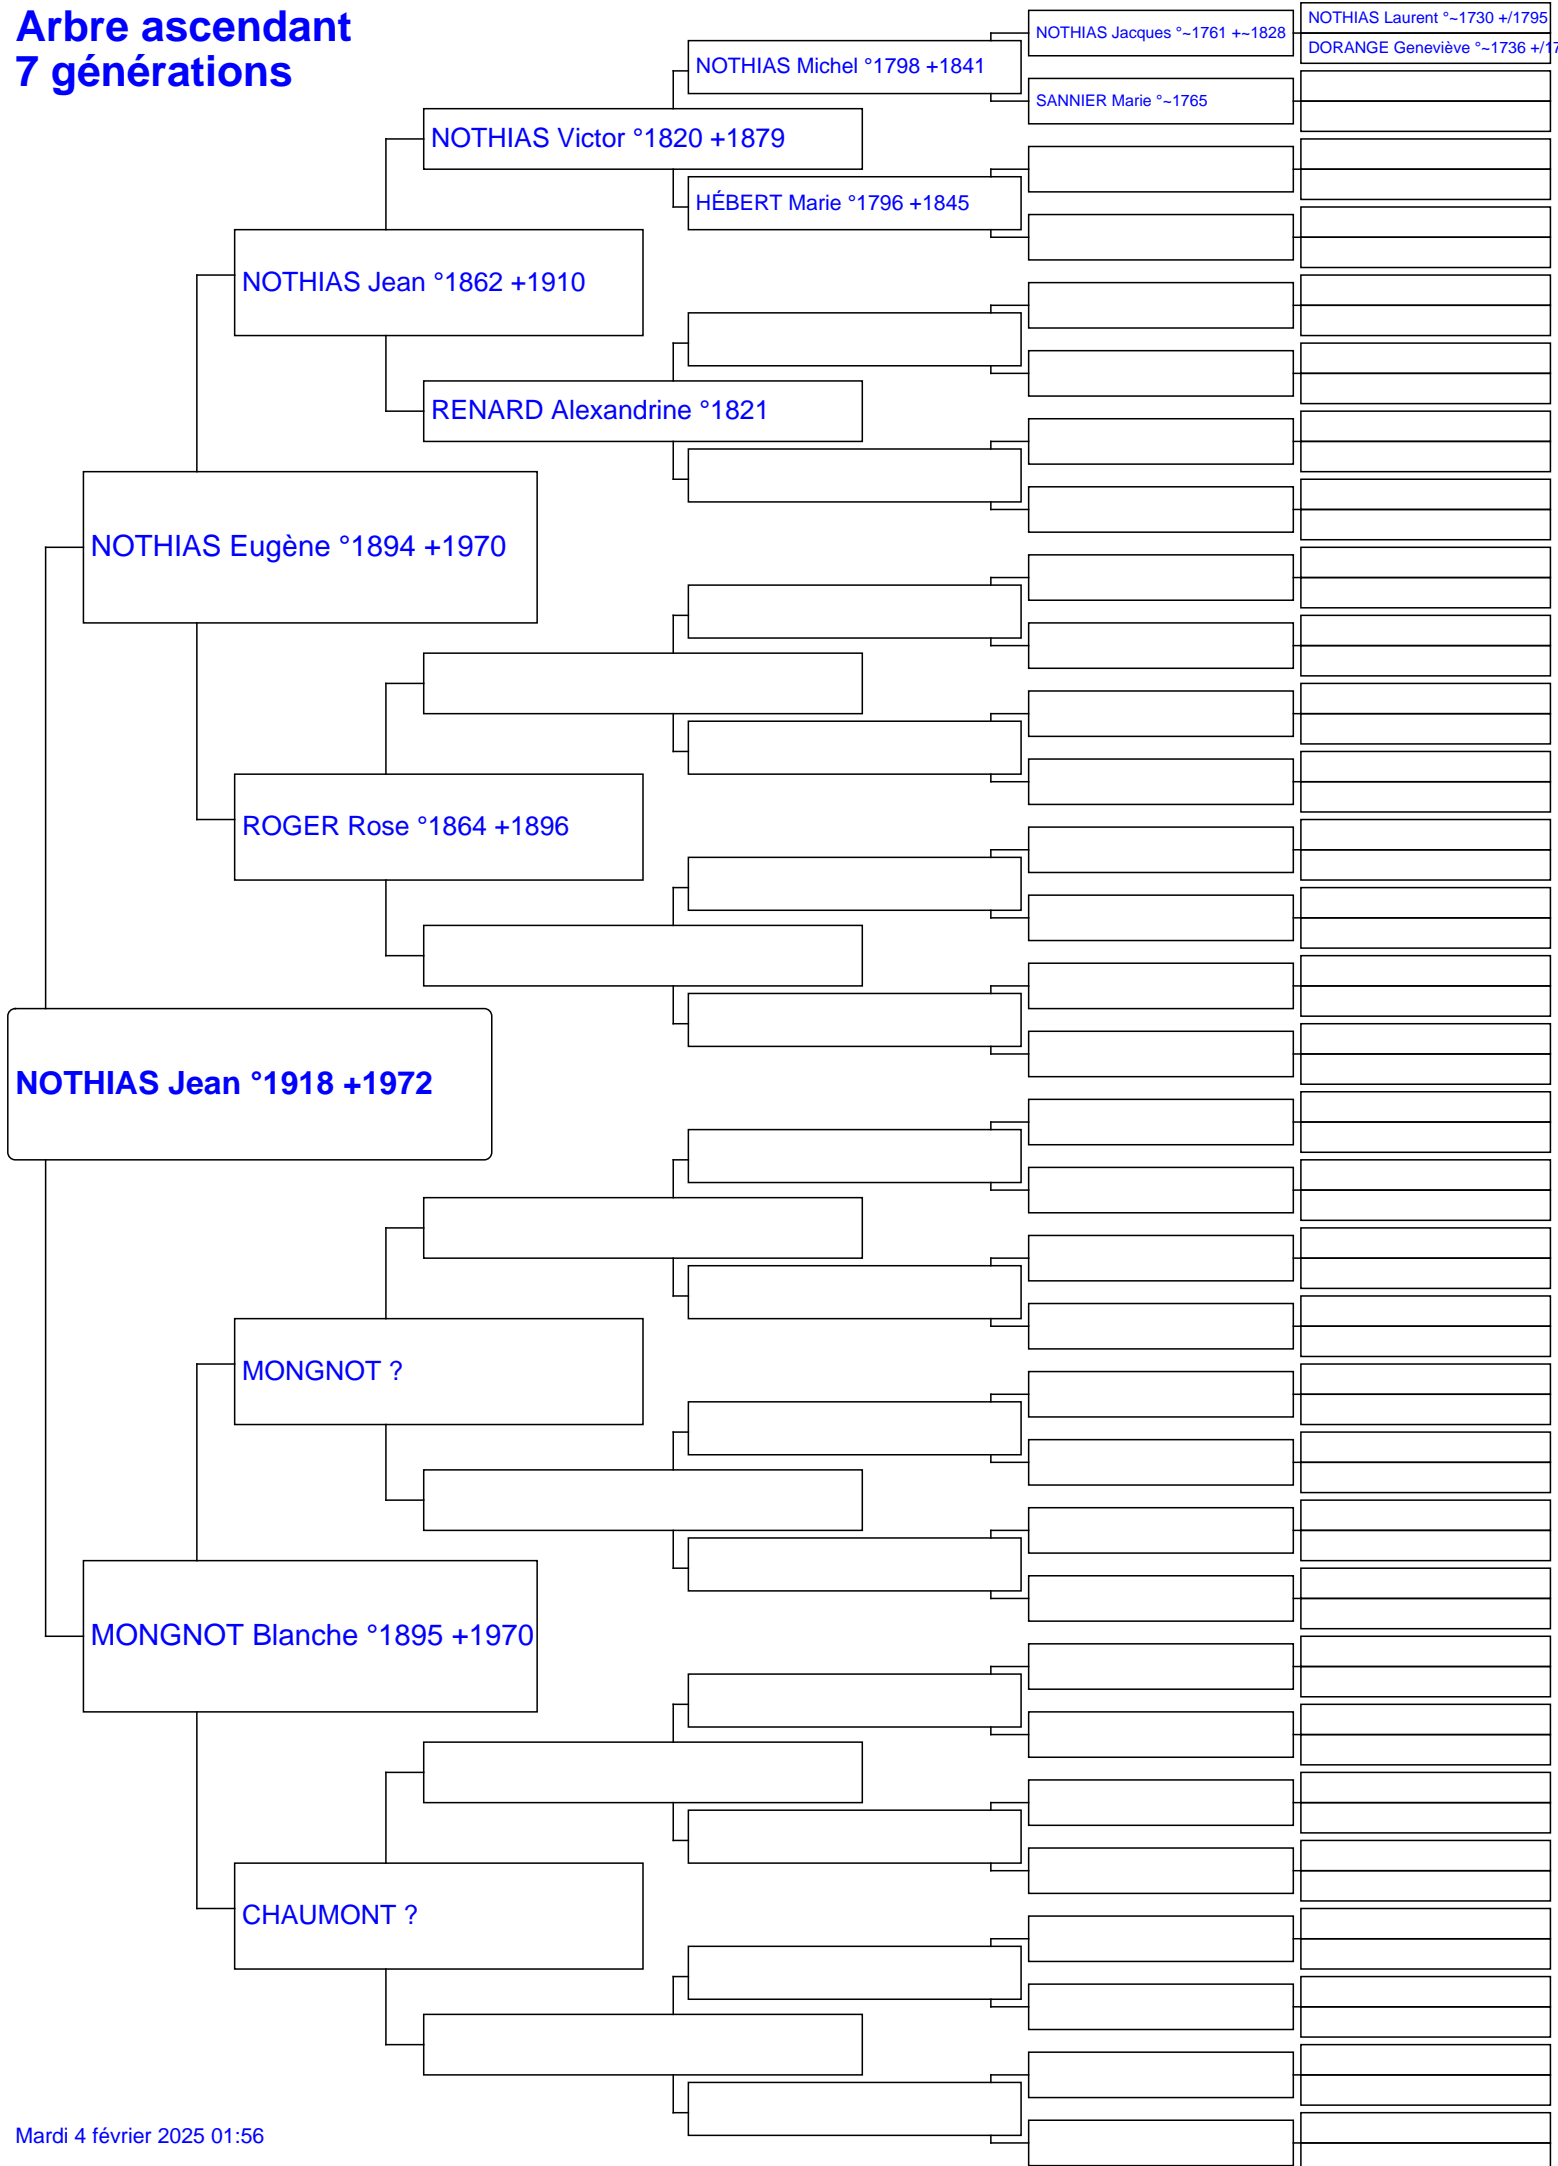 Arbre ascendant
7 générations
NOTHIAS Laurent °~1730 +/1795
NOTHIAS Jacques °~1761 +~1828
DORANGE Geneviève °~1736 +/17
NOTHIAS Michel °1798 +1841
SANNIER Marie °~1765
NOTHIAS Victor °1820 +1879
HÉBERT Marie °1796 +1845
NOTHIAS Jean °1862 +1910
RENARD Alexandrine °1821
NOTHIAS Eugène °1894 +1970
ROGER Rose °1864 +1896
NOTHIAS Jean °1918 +1972
MONGNOT ?
MONGNOT Blanche °1895 +1970
CHAUMONT ?
Mardi 4 février 2025 01:56